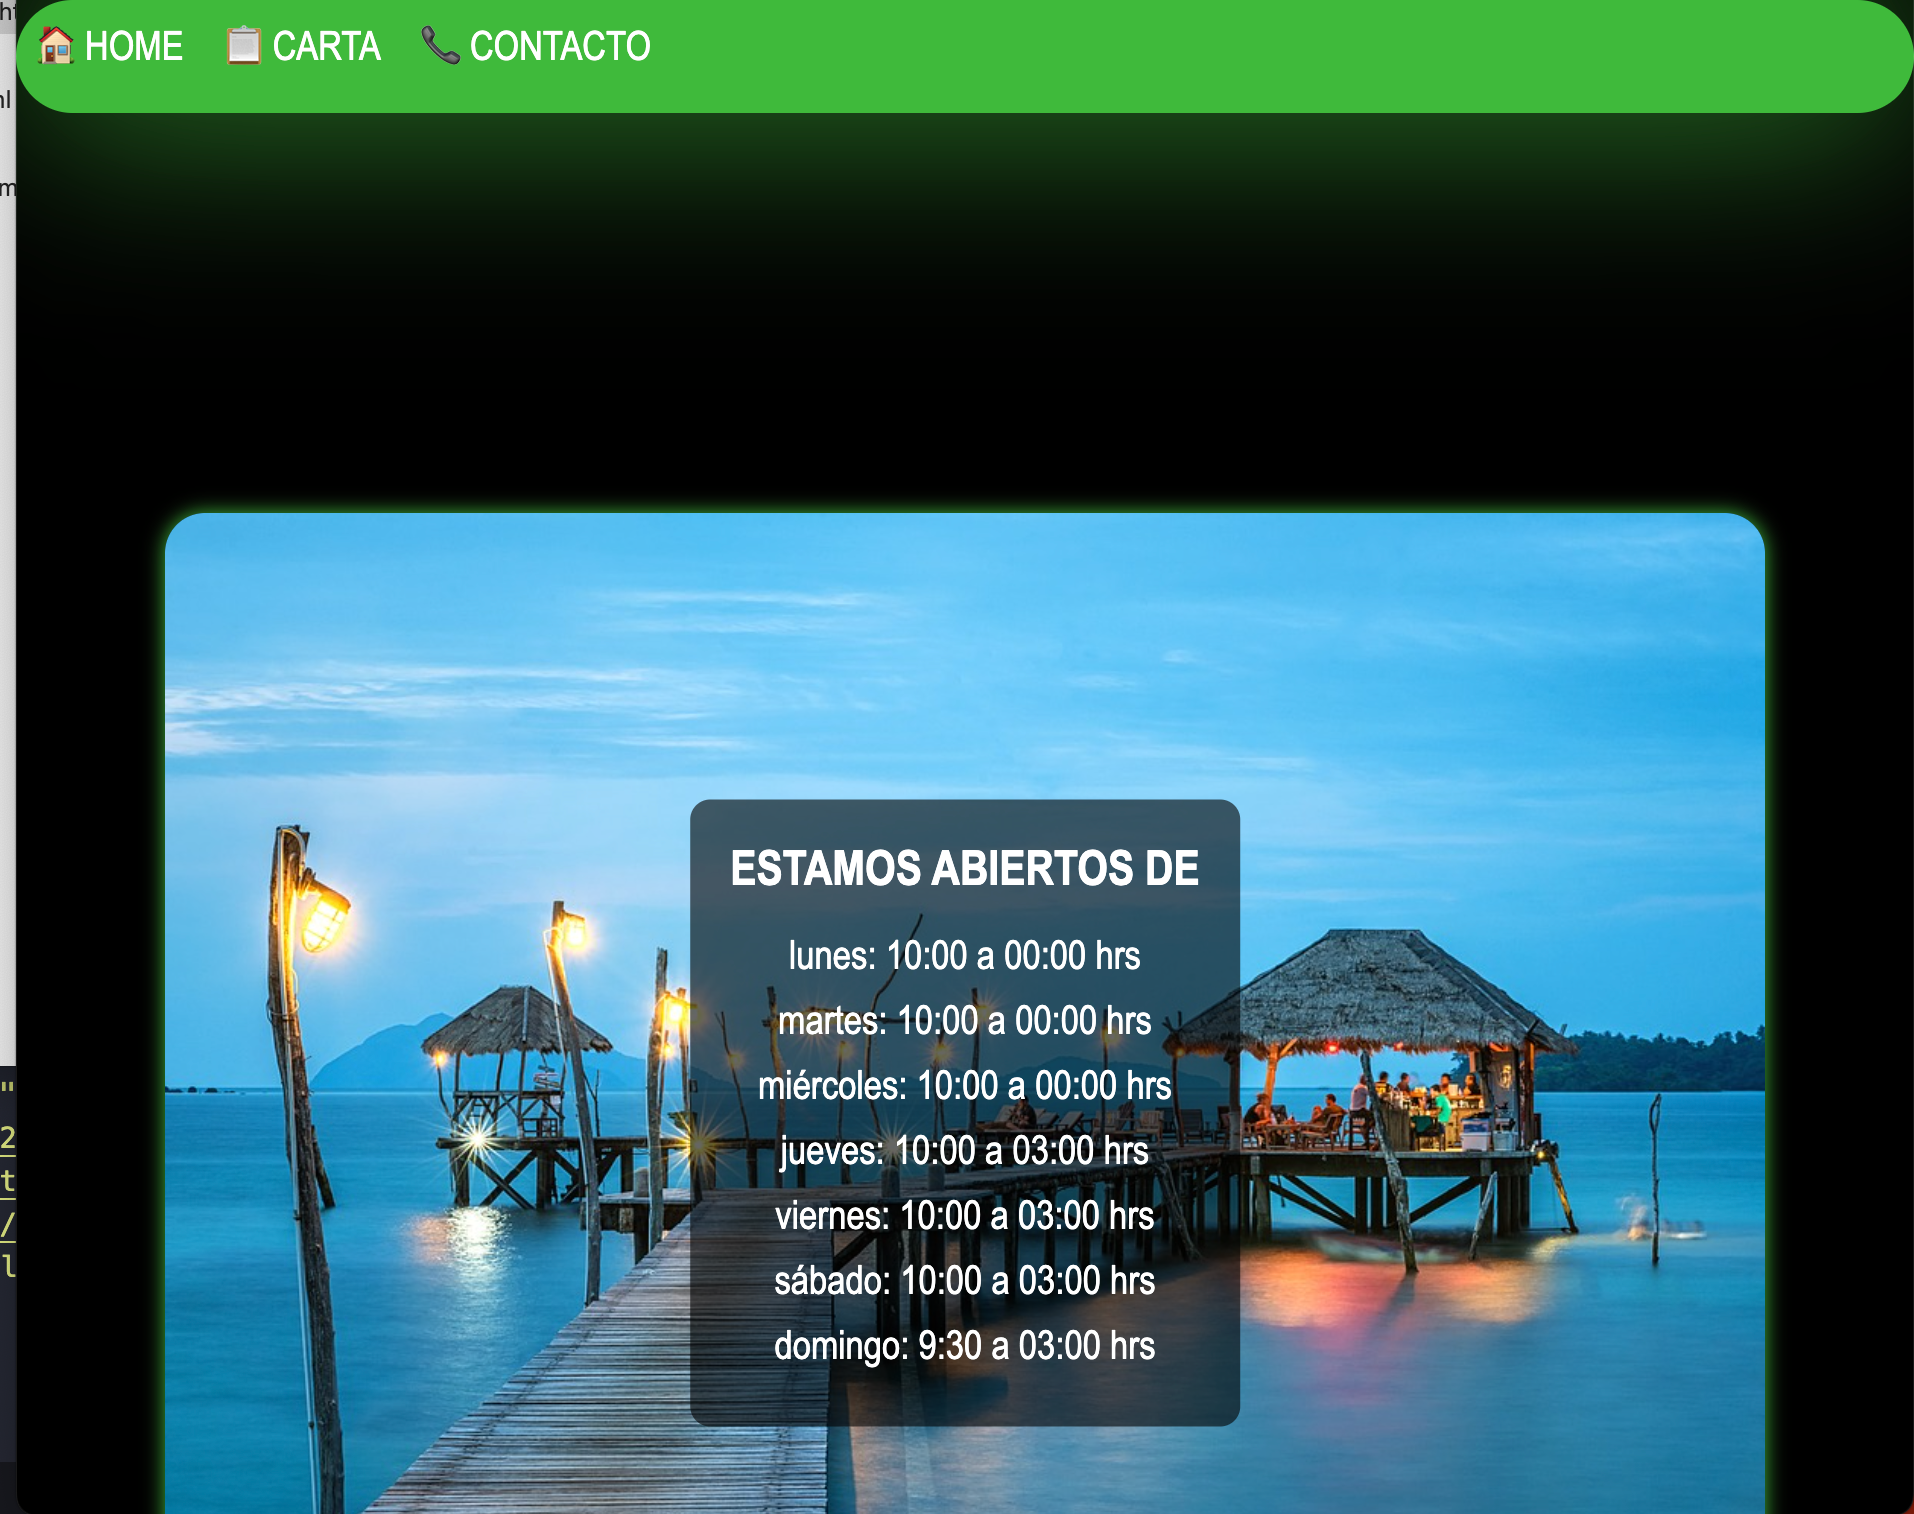 HOME CARTA CONTACTO
ESTAMOS ABIERTOS DE
lunes: 10:00 a 00:00 hrs
martes: 10:00 a 00:00 hrs
miércoles: 10:00 a 00:00 hrs
jueves: 10:00 a 03:00 hrs
viernes: 10:00 a 03:00 hrs
sábado: 10:00 a 03:00 hrs
domingo: 9:30 a 03:00 hrs